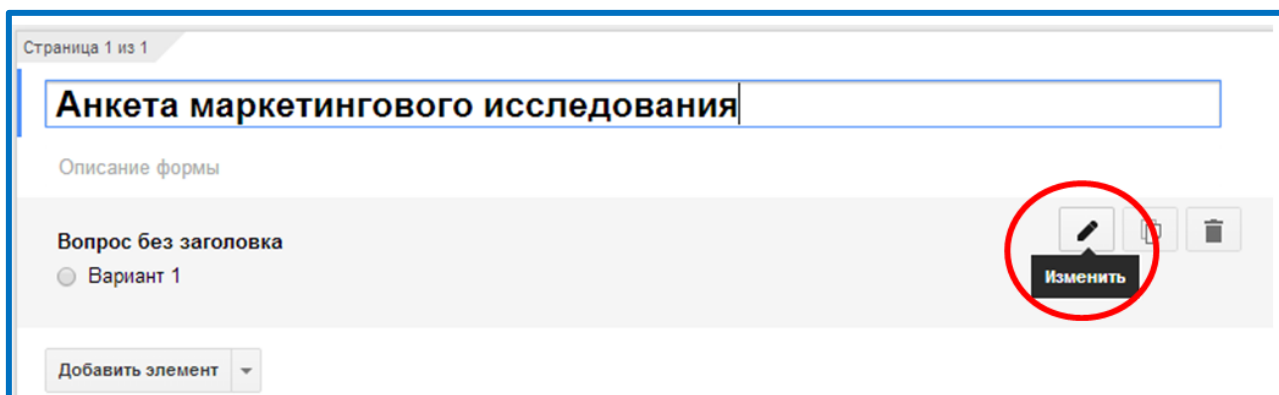 Страница 1 из 1
Анкета маркетингового исследования
Описание формы
Вопрос без заголовка
Вариант 1
Изменить
Добавить элемент